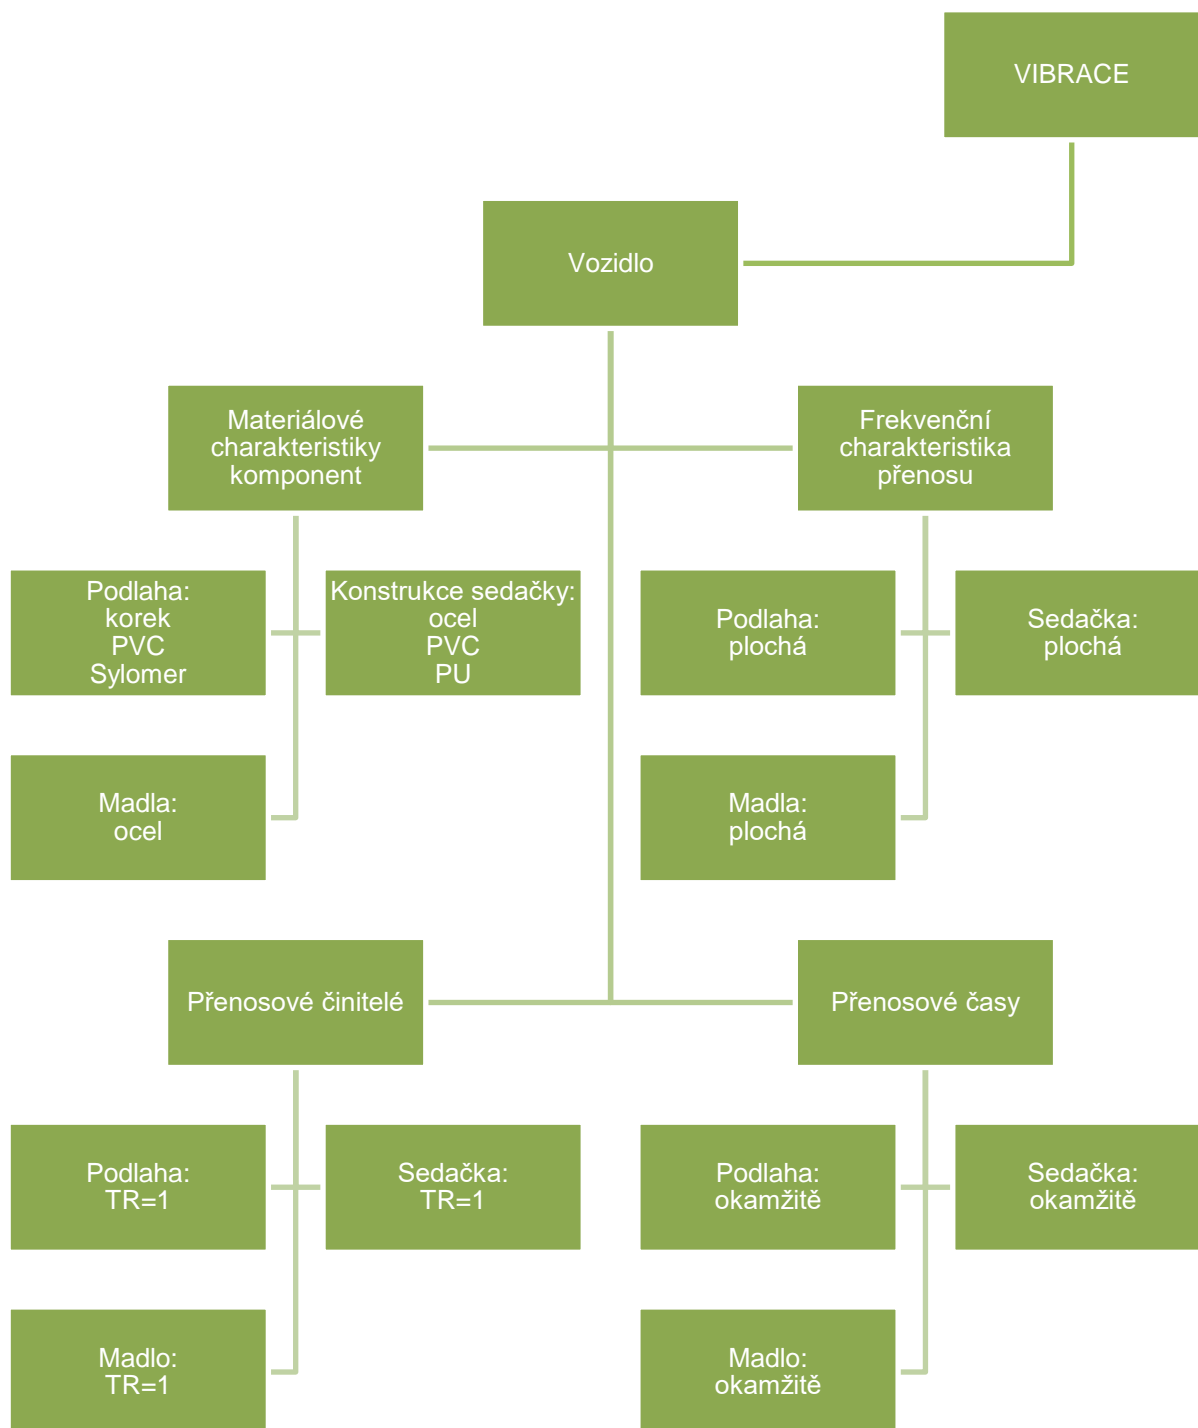 VIBRACE
Vozidlo
Materiálové
charakteristiky
komponent
Frekvenční
charakteristika
přenosu
Podlaha:
korek
PVC
Sylomer
Konstrukce sedačky:
ocel
PVC
PU
Podlaha:
plochá
Sedačka:
plochá
Madla:
ocel
Madla:
plochá
Přenosové činitelé
Přenosové časy
Podlaha:
TR=1
Sedačka:
TR=1
Podlaha:
okamžitě
Sedačka:
okamžitě
Madlo:
TR=1
Madlo:
okamžitě